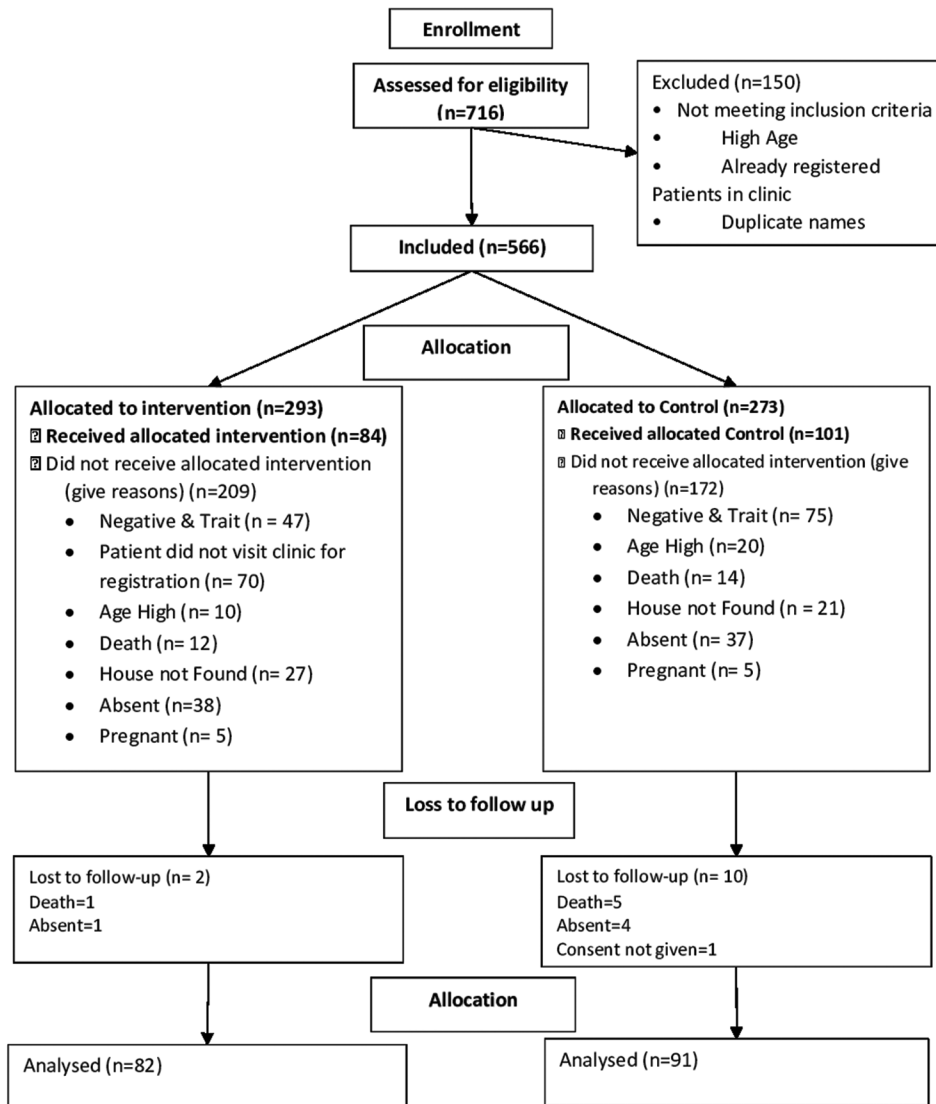 Enrollment
Assessed for eligibility
(n=716)
Excluded (n=150)
• Not meeting inclusion criteria
• High Age
• Already registered
Patients in clinic
• Duplicate names
Included (n=566)
Allocation
Allocated to intervention (n=293)
⍰ Received allocated intervention (n=84)
⍰ Did not receive allocated intervention
(give reasons) (n=209)
• Negative & Trait (n = 47)
• Patient did not visit clinic for
registration (n= 70)
• Age High (n= 10)
• Death (n= 12)
• House not Found (n= 27)
• Absent (n=38)
• Pregnant (n= 5)
Allocated to Control (n=273)
⍰ Received allocated Control (n=101)
⍰ Did not receive allocated intervention (give
reasons) (n=172)
• Negative & Trait (n= 75)
• Age High (n=20)
• Death (n= 14)
• House not Found (n = 21)
• Absent (n= 37)
• Pregnant (n= 5)
Loss to follow up
Lost to follow-up (n= 2)
Death=1
Absent=1
Lost to follow-up (n= 10)
Death=5
Absent=4
Consent not given=1
Allocation
Analysed (n=82)
Analysed (n=91)